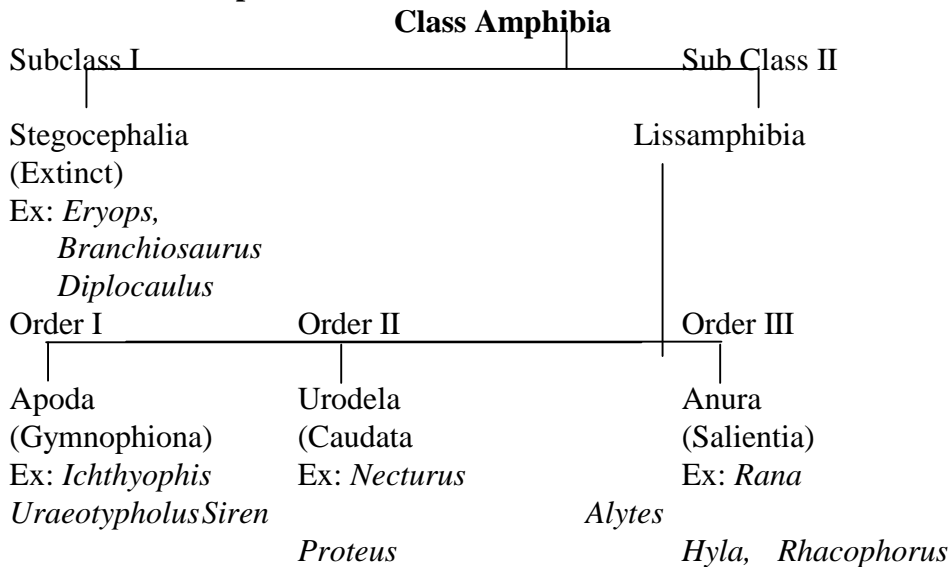 Class Amphibia
Subclass I Sub Class II
Stegocephalia Lissamphibia
(Extinct)
Ex: Eryops,
Branchiosaurus
Diplocaulus
Order I Order II Order III
Apoda Urodela Anura
(Gymnophiona) (Caudata (Salientia)
Ex: Ichthyophis Ex: Necturus Ex: Rana
UraeotypholusSiren Alytes
Proteus Hyla, Rhacophorus